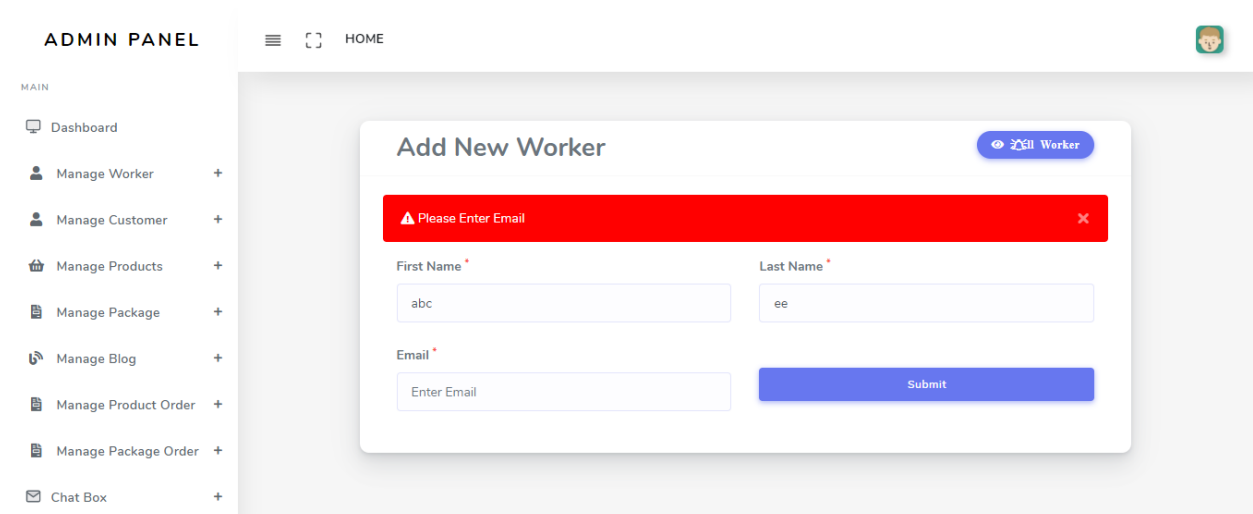 ADMIN PANEL
HOME
MAIN
Dashboard
Manage Worker +
Manage Customer +
Manage Products +
Manage Package +
Manage Blog +
Manage Product Order +
Manage Package Order +
Chat Box +
Add New Worker
Worker
Please Enter Email ×
First Name *
Last Name *
abc
ee
Email *
Enter Email
Submit